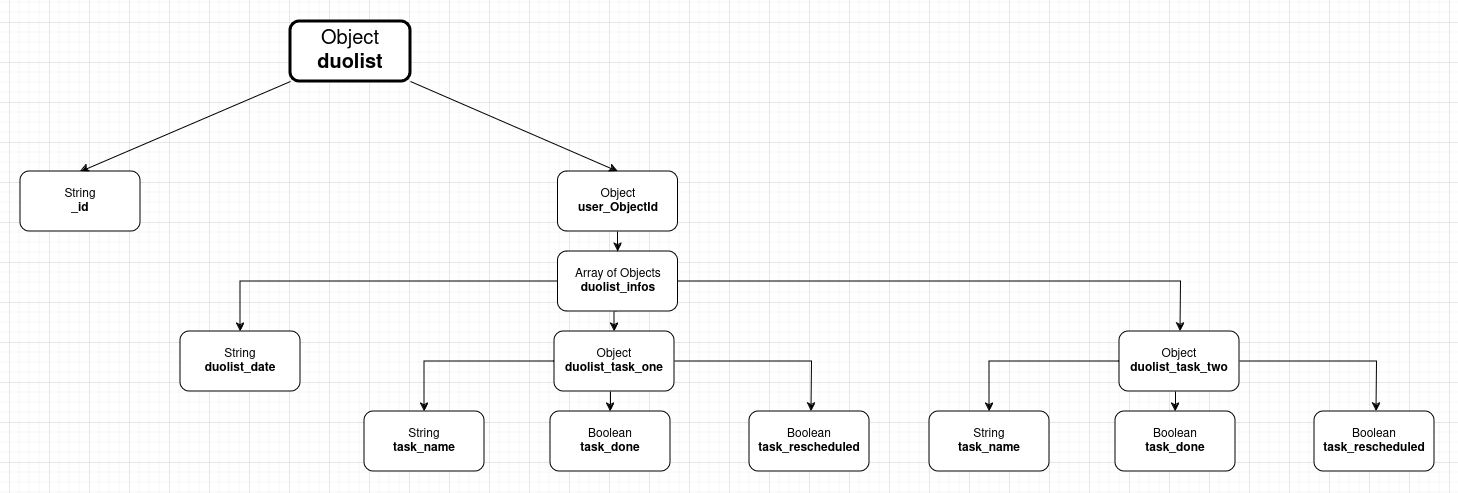 Object
duolist
String
_id
Object
user_ObjectId
Array of Objects
duolist_infos
String
duolist_date
Object
duolist_task_one
Object
duolist_task_two
String
task_name
Boolean
task_done
Boolean
task_rescheduled
String
task_name
Boolean
task_done
Boolean
task_rescheduled